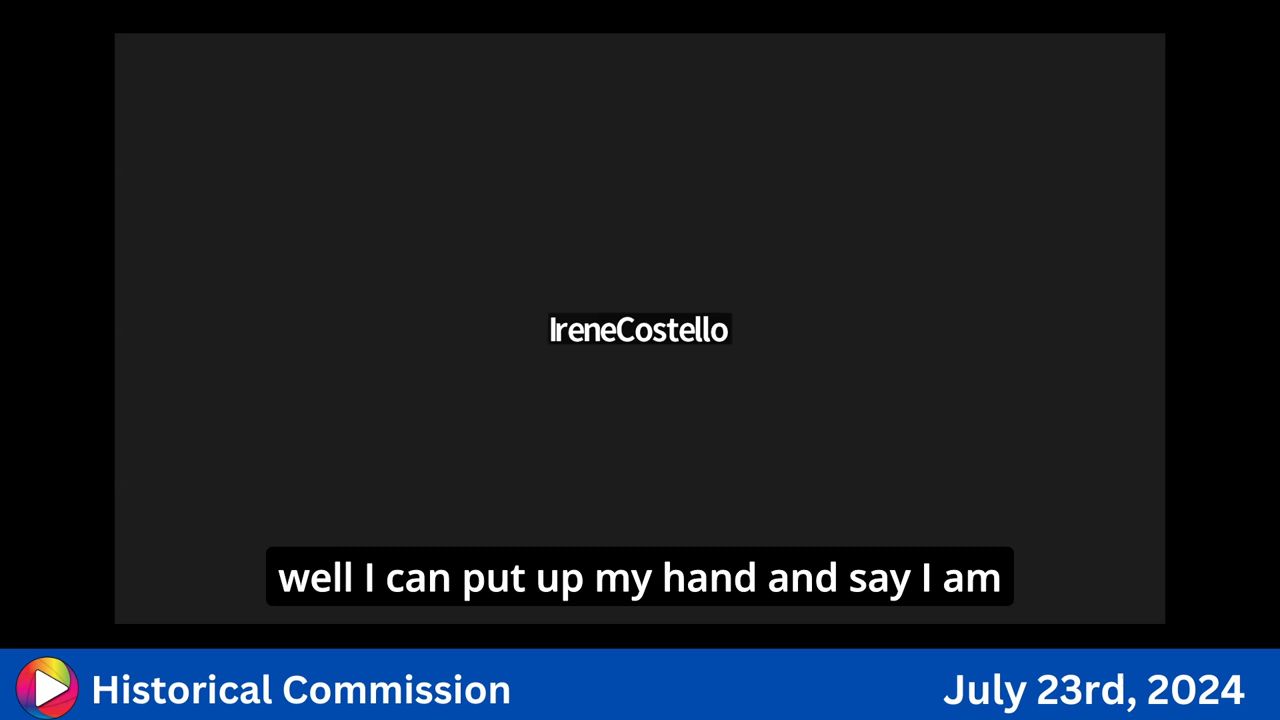 IreneCostello
well I can put up my hand and say I am
Historical Commission
July 23rd, 2024